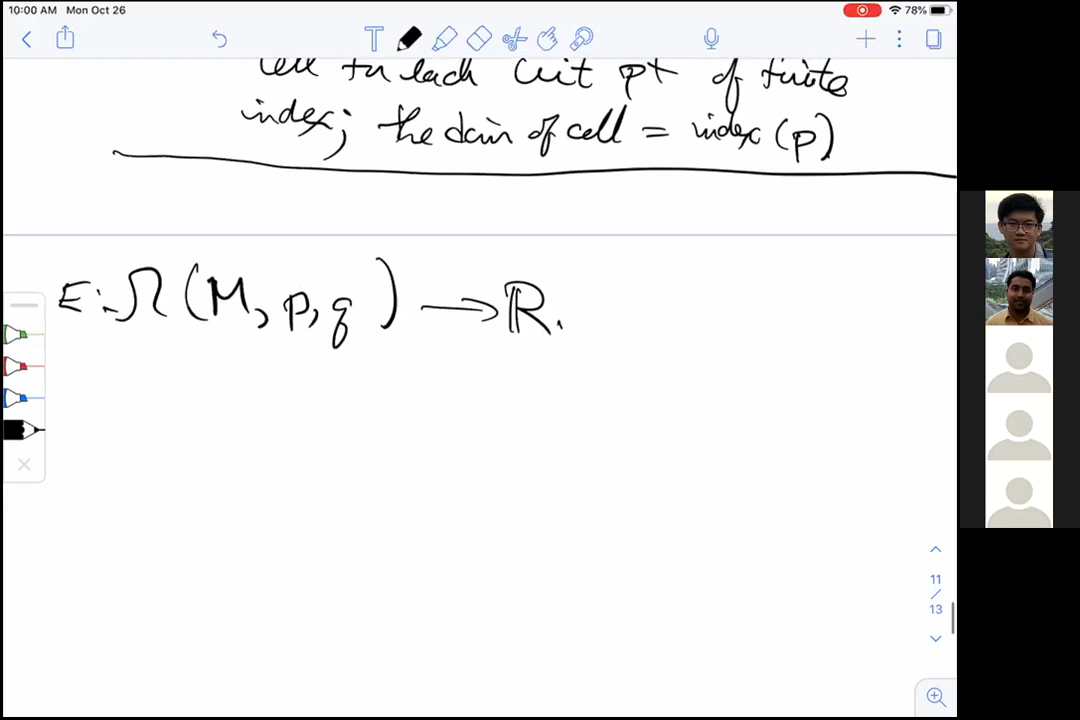 10:00 AM Mon Oct 26
78%
cell for each crit pt of finite
index; the dim of cell = index (p)
E: Ω(M, p, q) → ℝ.
11
/
13